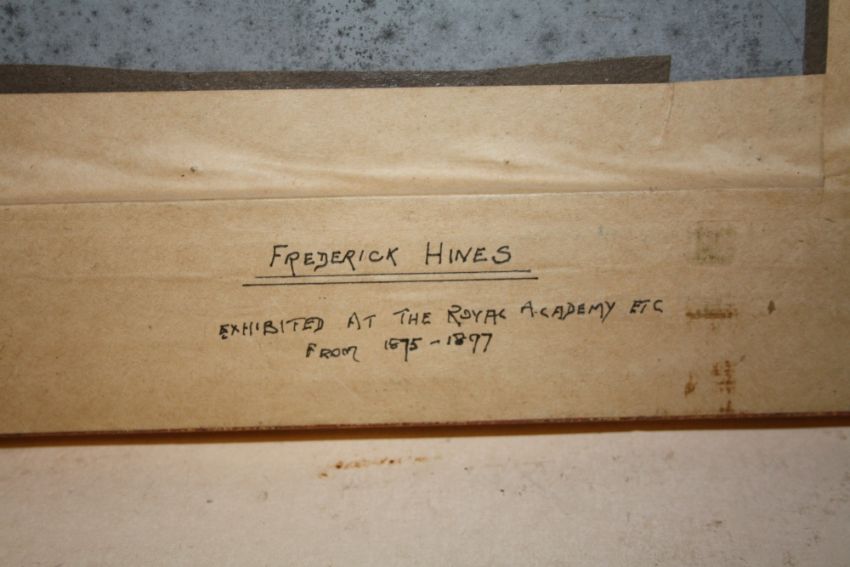 FREDERICK HINES
EXHIBITED AT THE ROYAL ACADEMY ETC
FROM 1875-1897